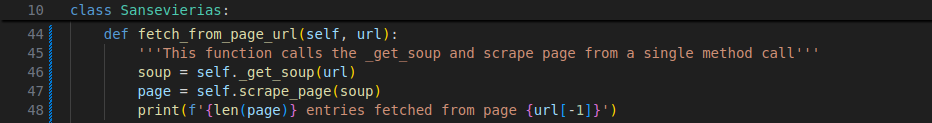 10 class Sansevierias:
44 def fetch_from_page_url(self, url):
45 '''This function calls the _get_soup and scrape page from a single method call'''
46 soup = self._get_soup(url)
47 page = self.scrape_page(soup)
48 print(f'{len(page)} entries fetched from page {url[-1]}')